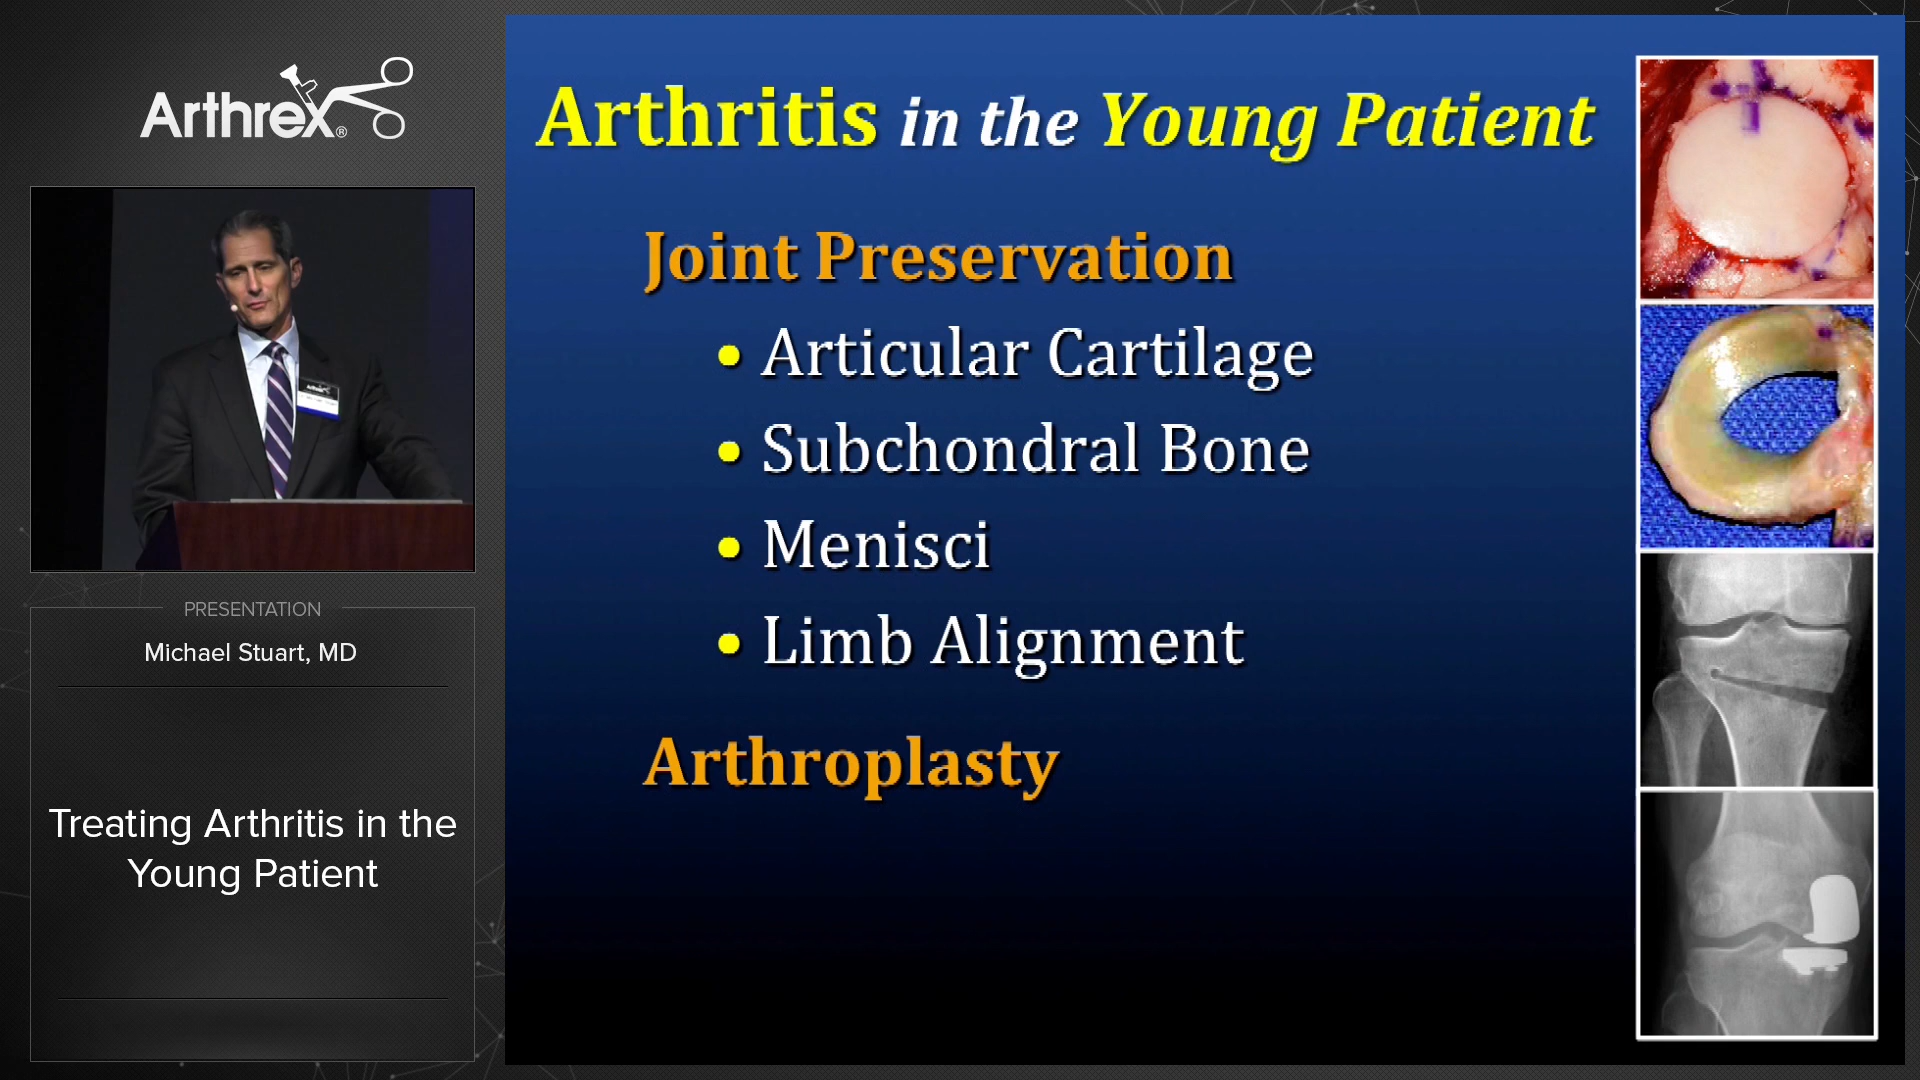 Arthrex®
PRESENTATION
Michael Stuart, MD
Treating Arthritis in the
Young Patient
Arthritis in the Young Patient
Joint Preservation
• Articular Cartilage
• Subchondral Bone
• Menisci
• Limb Alignment
Arthroplasty